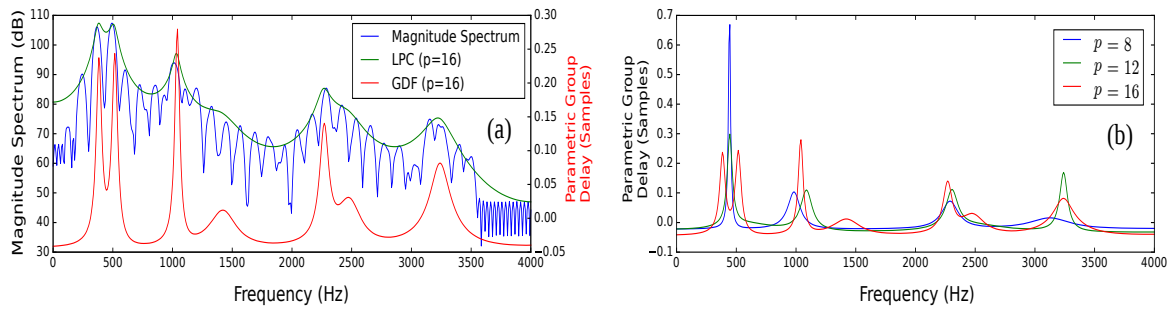 110
100
90
80
70
60
50
40
30
Magnitude Spectrum (dB)
0 500 1000 1500 2000 2500 3000 3500 4000
Frequency (Hz)
0.30
0.25
0.20
0.15
0.10
0.05
0.00
−0.05
Parametric Group
Delay (Samples)
Magnitude Spectrum
LPC (p=16)
GDF (p=16)
(a)
0.7
0.6
0.5
0.4
0.3
0.2
0.1
0.0
−0.1
Parametric Group
Delay (Samples)
0 500 1000 1500 2000 2500 3000 3500 4000
Frequency (Hz)
p = 8
p = 12
p = 16
(b)